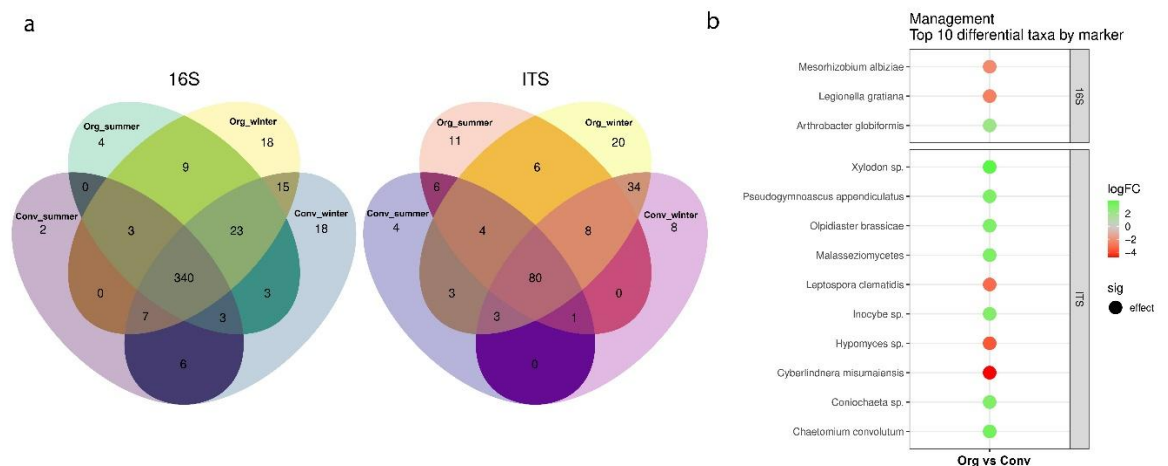 a
16S
Org_summer
4
Org_winter
18
9
0
15
Conv_summer
2
Conv_winter
18
3
23
340
0
3
7
3
6
ITS
Org_summer
11
Org_winter
20
6
6
34
Conv_summer
4
Conv_winter
8
4
8
80
3
0
3
1
0
b
Management
Top 10 differential taxa by marker
Mesorhizobium albiziae
Legionella gratiana
Arthrobacter globiformis
16S
Xylodon sp.
Pseudogymnoascus appendiculatus
Olpidiaster brassicae
Malasseziomycetes
Leptospora clematidis
Inocybe sp.
Hypomyces sp.
Cyberlindnera misumaiensis
Coniochaeta sp.
Chaetomium convolutum
ITS
Org vs Conv
logFC
2
0
−2
−4
sig
effect